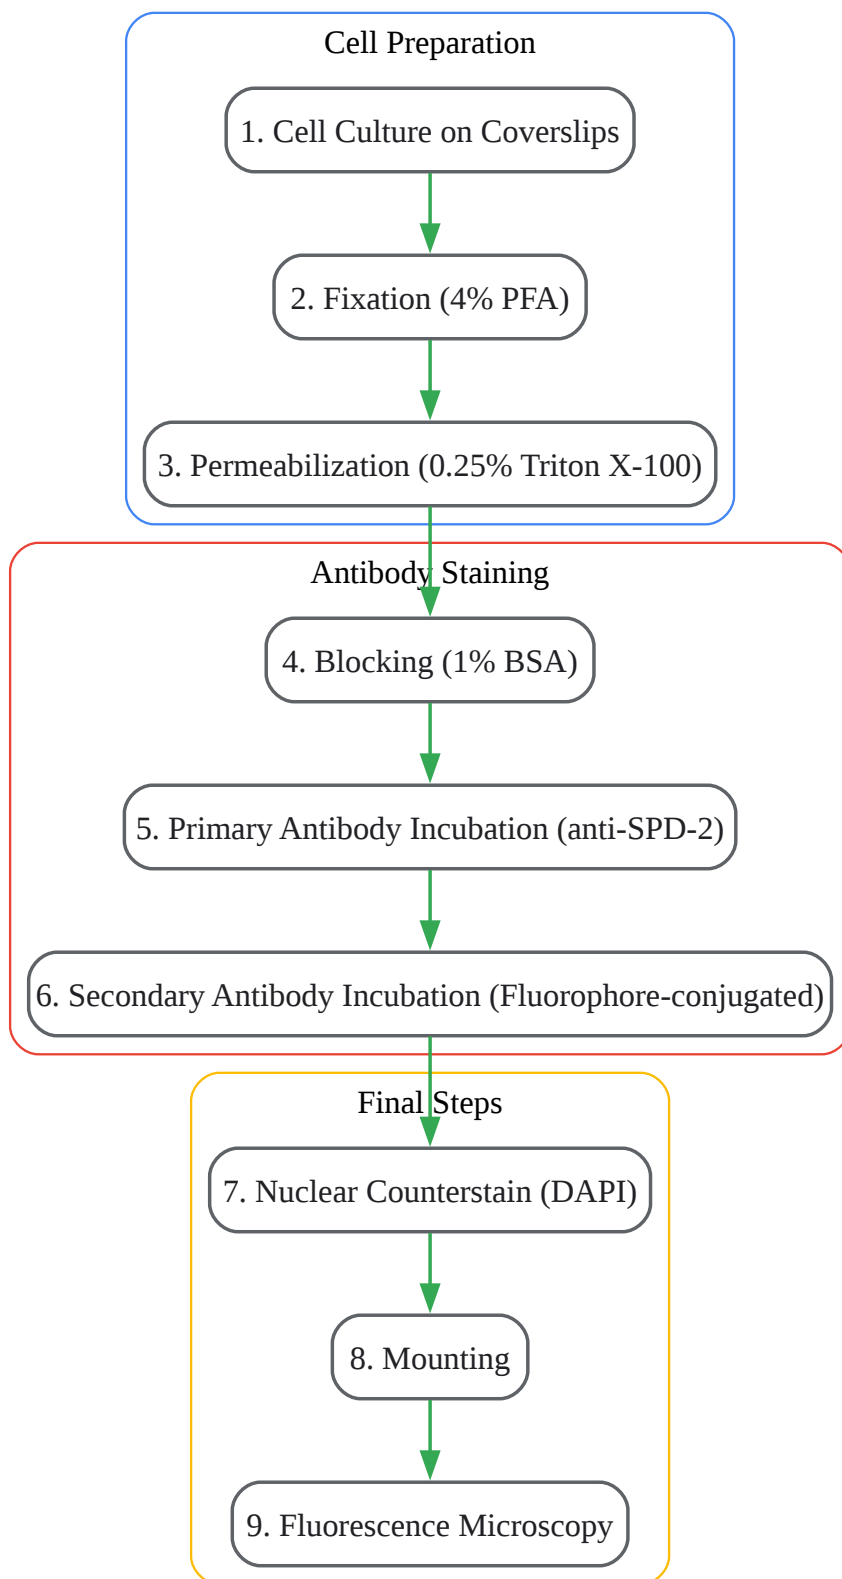 Cell Preparation
1. Cell Culture on Coverslips
2. Fixation (4% PFA)
3. Permeabilization (0.25% Triton X-100)
Antibody Staining
4. Blocking (1% BSA)
5. Primary Antibody Incubation (anti-SPD-2)
6. Secondary Antibody Incubation (Fluorophore-conjugated)
Final Steps
7. Nuclear Counterstain (DAPI)
8. Mounting
9. Fluorescence Microscopy